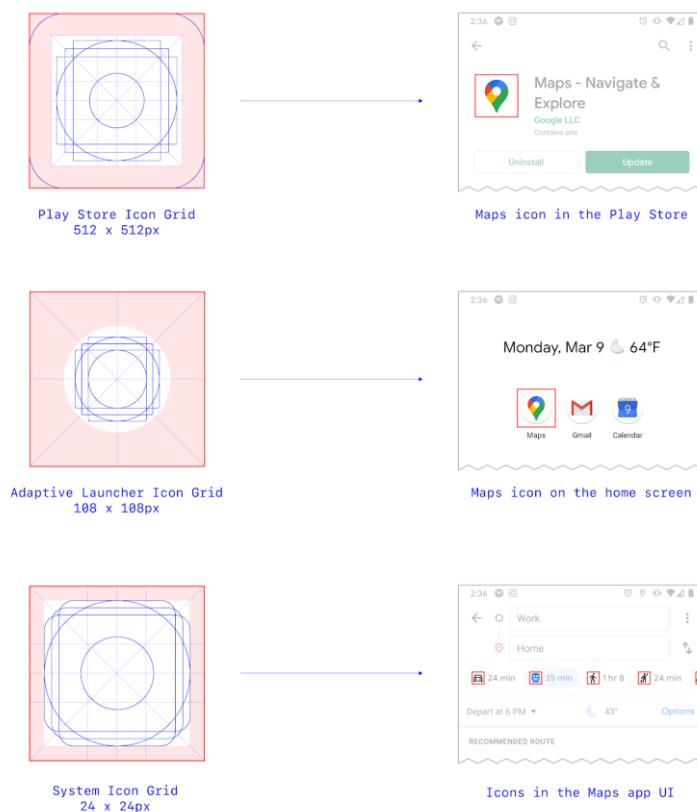 2:36
Maps - Navigate &
Explore
Google LLC
Contains ads
Uninstall
Update
Play Store Icon Grid
512 x 512px
Maps icon in the Play Store
2:36
Monday, Mar 9 64°F
9
Maps
Gmail
Calendar
Adaptive Launcher Icon Grid
108 x 108px
Maps icon on the home screen
2:36
Work
Home
24 min
35 min
1 hr 8
24 min
Depart at 6 PM
43°
Options
RECOMMENDED ROUTE
System Icon Grid
24 x 24px
Icons in the Maps app UI